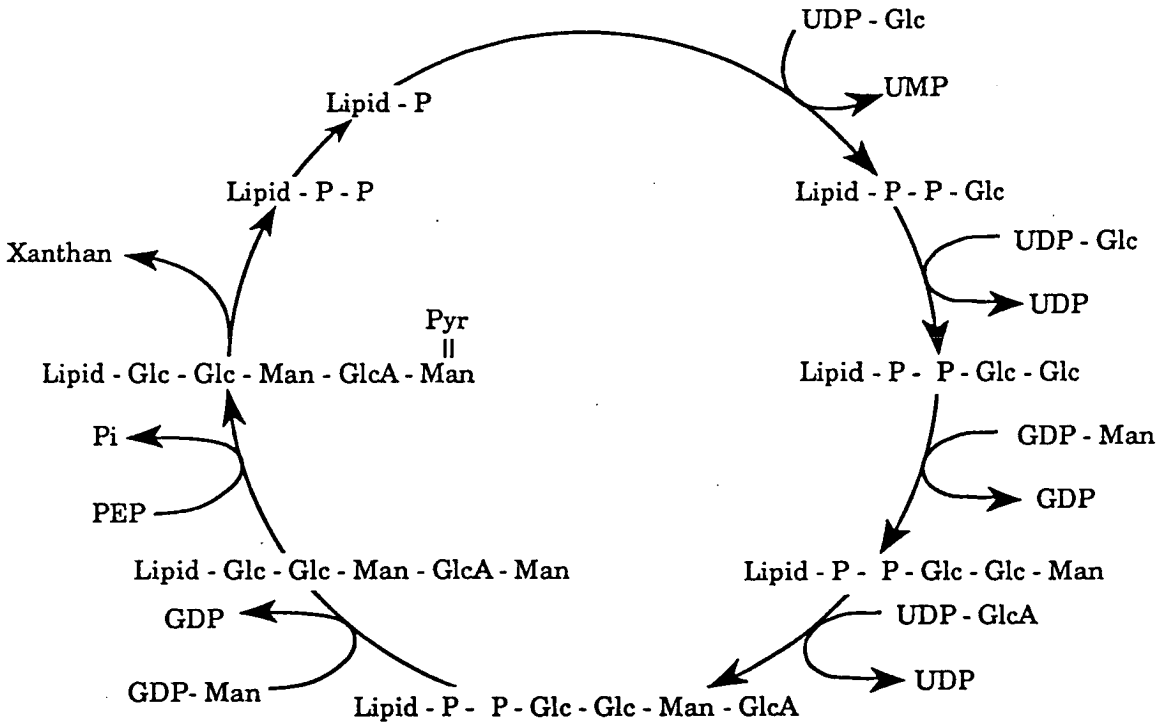 UDP - Glc
UMP
Lipid - P
Lipid - P - P
Lipid - P - P - Glc
Xanthan
UDP - Glc
UDP
Pyr
Lipid - Glc - Glc - Man - GlcA - Man
Lipid - P - P - Glc - Glc
Pi
GDP - Man
PEP
GDP
Lipid - Glc - Glc - Man - GlcA - Man
Lipid - P - P - Glc - Glc - Man
GDP
UDP - GlcA
GDP- Man
UDP
Lipid - P - P - Glc - Glc - Man - GlcA